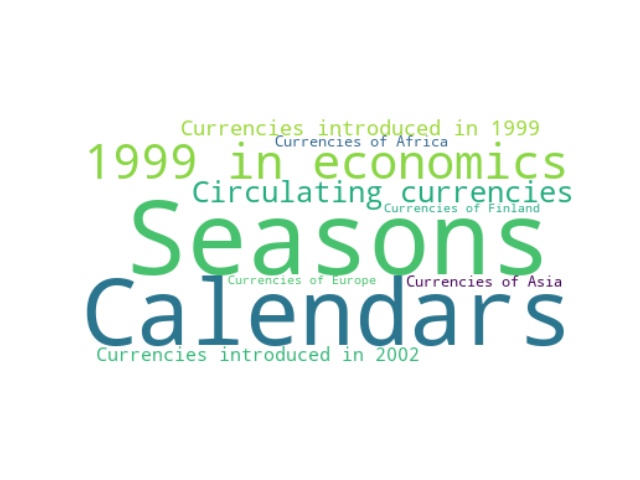 Currencies introduced in 1999
Currencies of Africa
1999 in economics
Circulating currencies
Currencies of Finland
Seasons
Currencies of Europe
Currencies of Asia
Calendars
Currencies introduced in 2002